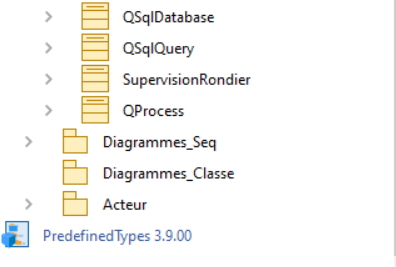 QSqlDatabase
QSqlQuery
SupervisionRondier
QProcess
Diagrammes_Seq
Diagrammes_Classe
Acteur
PredefinedTypes 3.9.00